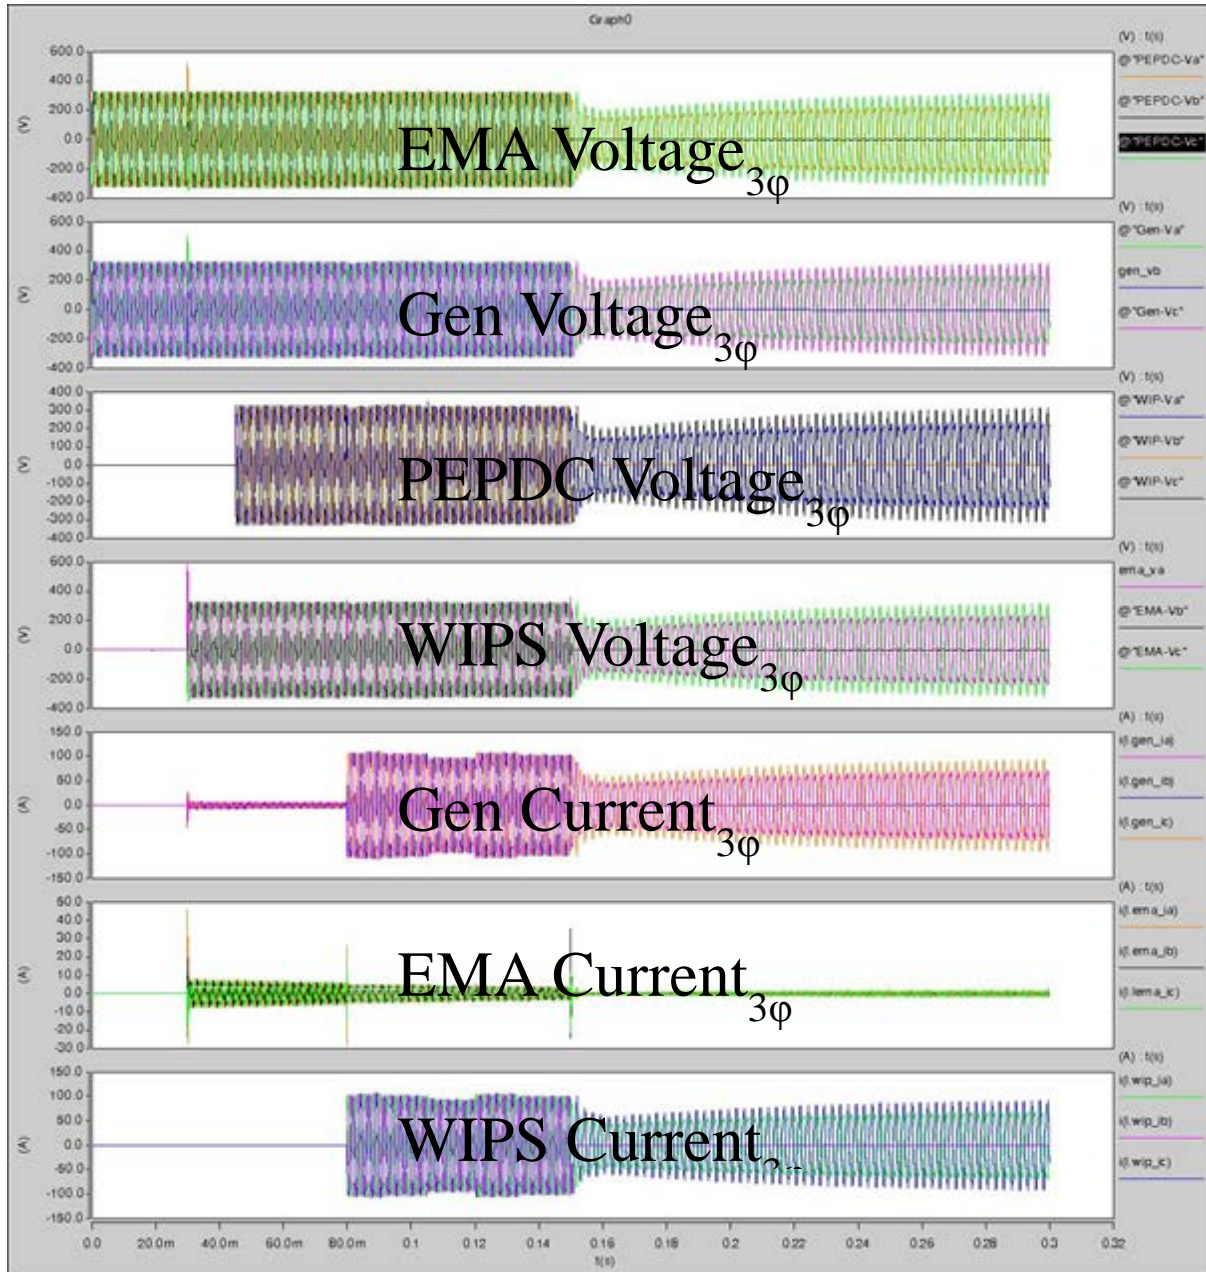 Graph0
(V) : t(s)
@"PEPDC-Va"
@"PEPDC-Vb"
@"PEPDC-Vc"
(V)
600.0
400.0
200.0
0.0
-200.0
-400.0
EMA Voltage3φ
(V) : t(s)
@"Gen-Va"
gen_vb
@"Gen-Vc"
(V)
600.0
400.0
200.0
0.0
-200.0
-400.0
Gen Voltage3φ
(V) : t(s)
@"WIP-Va"
@"WIP-Vb"
@"WIP-Vc"
(V)
400.0
300.0
200.0
100.0
0.0
-100.0
-200.0
-300.0
-400.0
PEPDC Voltage3φ
(V) : t(s)
ema_va
@"EMA-Vb"
@"EMA-Vc"
(V)
600.0
400.0
200.0
0.0
-200.0
-400.0
WIPS Voltage3φ
(A) : t(s)
i(l.gen_ia)
i(l.gen_ib)
i(l.gen_ic)
(A)
150.0
100.0
50.0
0.0
-50.0
-100.0
-150.0
Gen Current3φ
(A) : t(s)
i(l.ema_ia)
i(l.ema_ib)
i(l.ema_ic)
(A)
50.0
40.0
30.0
20.0
10.0
0.0
-10.0
-20.0
-30.0
EMA Current3φ
(A) : t(s)
i(l.wip_ia)
i(l.wip_ib)
i(l.wip_ic)
(A)
150.0
100.0
50.0
0.0
-50.0
-100.0
-150.0
WIPS Current
0.0 20.0m 40.0m 60.0m 80.0m 0.1 0.12 0.14 0.16 0.18 0.2 0.22 0.24 0.26 0.28 0.3 0.32
t(s)